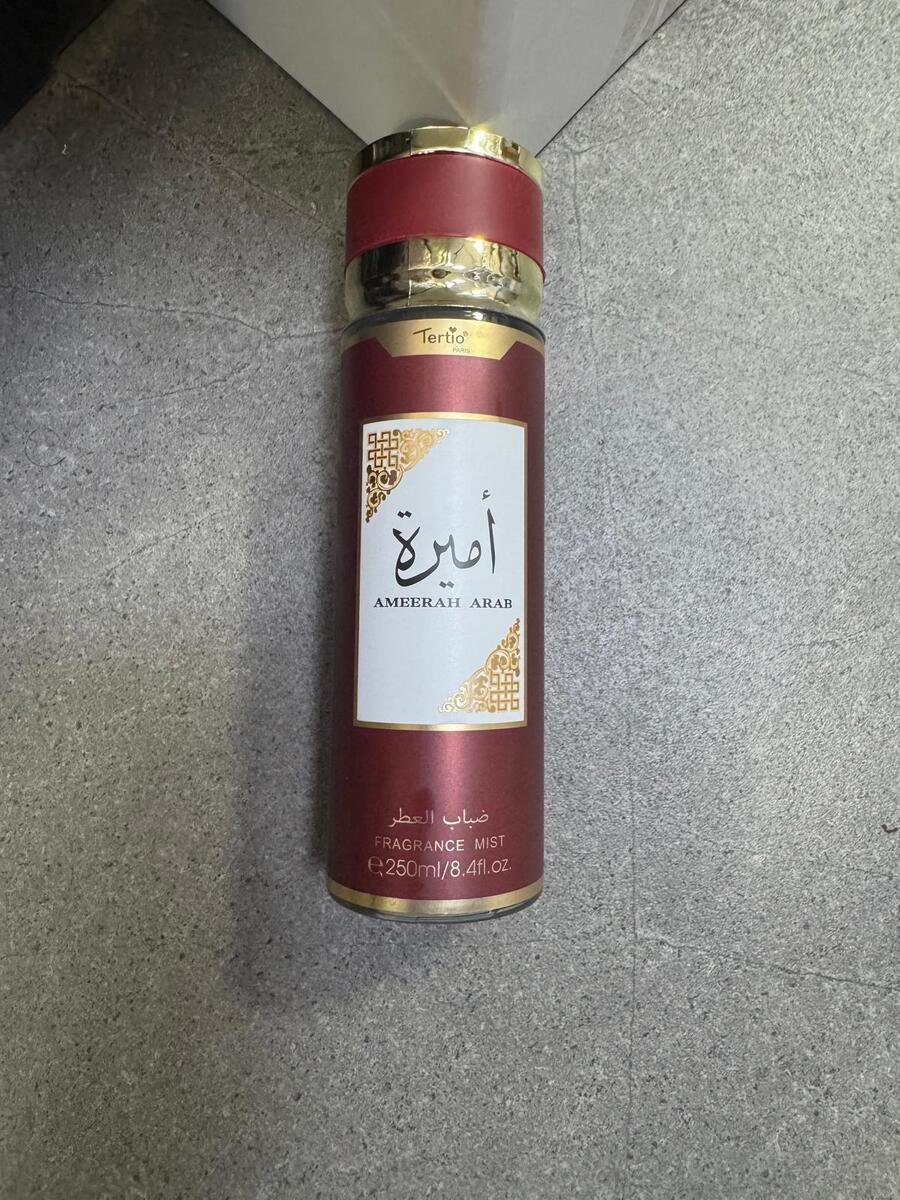 Tertio®
PARIS
أميرة
AMEERAH ARAB
ضباب العطر
FRAGRANCE MIST
℮250ml/8.4fl.oz.